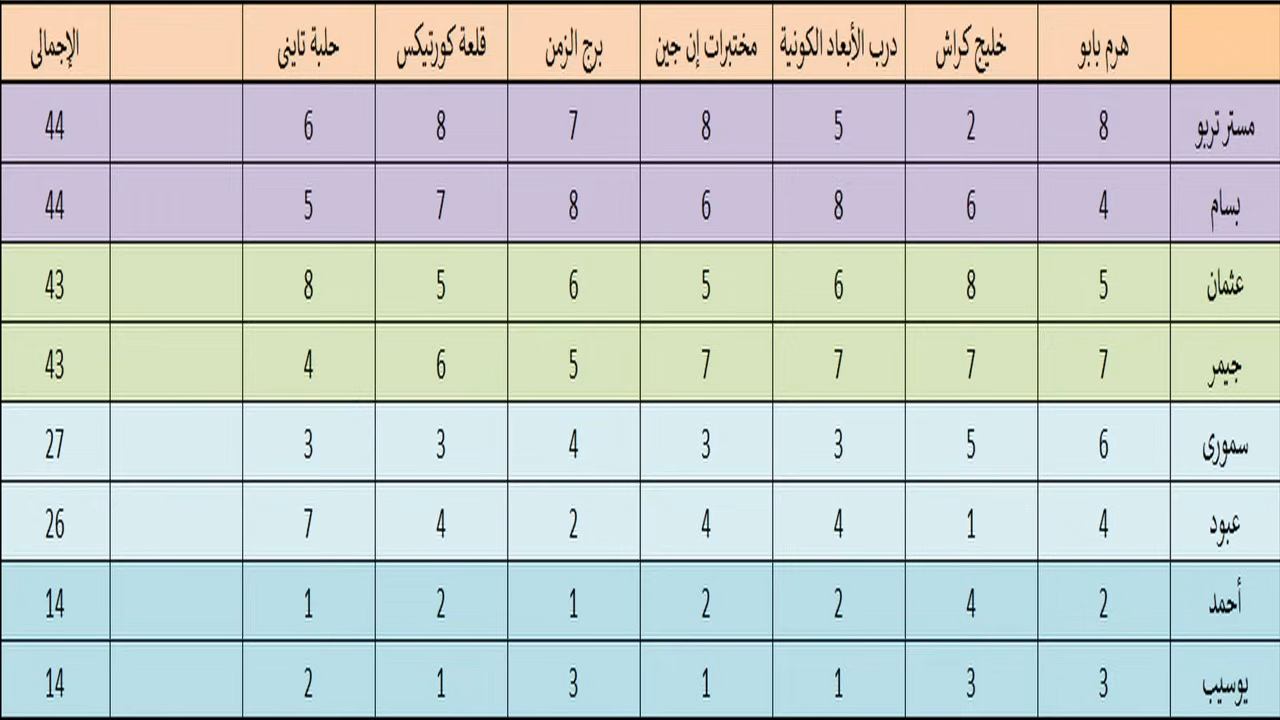 هرم بابو خليج كراش درب الأبعاد الكونية مختبرات إن جين برج الزمن قلعة كورتيكس حلبة تاينى الإجمالى
مستر تربو 8 2 5 8 7 8 6 44
بسام 4 6 8 6 8 7 5 44
عثمان 5 8 6 5 6 5 8 43
جيمر 7 7 7 7 5 6 4 43
سمورى 6 5 3 3 4 3 3 27
عبود 4 1 4 4 2 4 7 26
أحمد 2 4 2 2 1 2 1 14
يوسيب 3 3 1 1 3 1 2 14